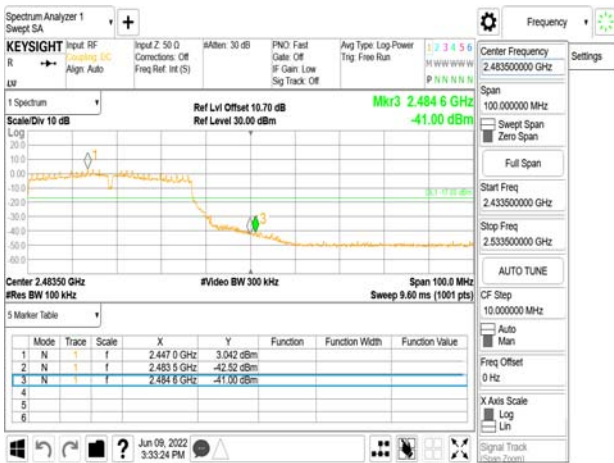 Spectrum Analyzer 1
Swept SA
Frequency
KEYSIGHT
R
Input: RF
Coupling: DC
Align: Auto
Input Z: 50 Ω
Corrections: Off
Freq Ref: Int (S)
#Atten: 30 dB
PNO: Fast
Gate: Off
IF Gain: Low
Sig Track: Off
Avg Type: Log-Power
Trig: Free Run
1 2 3 4 5 6
M W W W W W
P N N N N N
1 Spectrum
Scale/Div 10 dB
Ref Lvl Offset 10.70 dB
Ref Level 30.00 dBm
Mkr3 2.484 6 GHz
-41.00 dBm
Log
20.0
10.0
0.00
-10.0
-20.0
-30.0
-40.0
-50.0
-60.0
1
3
Center 2.48350 GHz
#Res BW 100 kHz
#Video BW 300 kHz
Span 100.0 MHz
Sweep 9.60 ms (1001 pts)
5 Marker Table
Mode Trace Scale X Y Function Function Width Function Value
1 N 1 f 2.447 0 GHz 3.042 dBm
2 N 1 f 2.483 5 GHz -42.52 dBm
3 N 1 f 2.484 6 GHz -41.00 dBm
4
5
6
?
Jun 09, 2022
3:33:24 PM
Center Frequency
2.483500000 GHz
Settings
Span
100.000000 MHz
Swept Span
Zero Span
Full Span
Start Freq
2.433500000 GHz
Stop Freq
2.533500000 GHz
AUTO TUNE
CF Step
10.000000 MHz
Auto
Man
Freq Offset
0 Hz
X Axis Scale
Log
Lin
Signal Track
(Span Zoom)